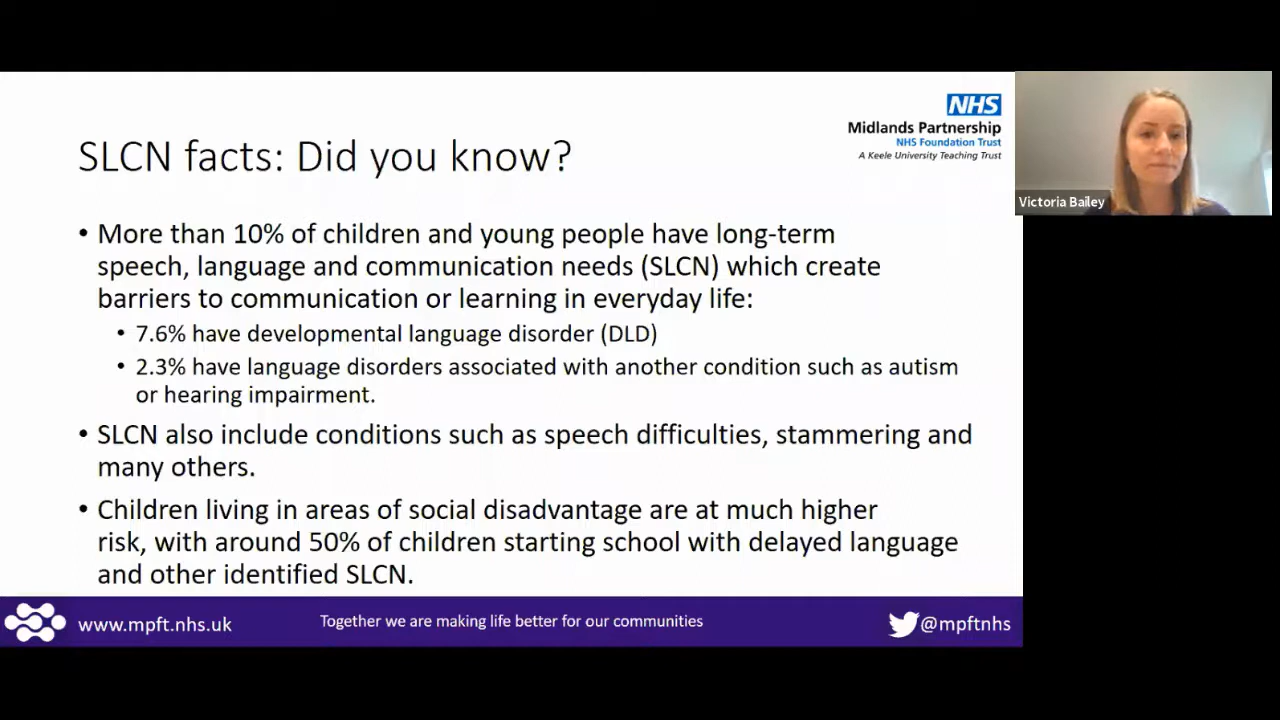 NHS
Midlands Partnership
NHS Foundation Trust
A Keele University Teaching Trust
SLCN facts: Did you know?
Victoria Bailey
• More than 10% of children and young people have long-term
speech, language and communication needs (SLCN) which create
barriers to communication or learning in everyday life:
• 7.6% have developmental language disorder (DLD)
• 2.3% have language disorders associated with another condition such as autism
or hearing impairment.
• SLCN also include conditions such as speech difficulties, stammering and
many others.
• Children living in areas of social disadvantage are at much higher
risk, with around 50% of children starting school with delayed language
and other identified SLCN.
www.mpft.nhs.uk
Together we are making life better for our communities
@mpftnhs